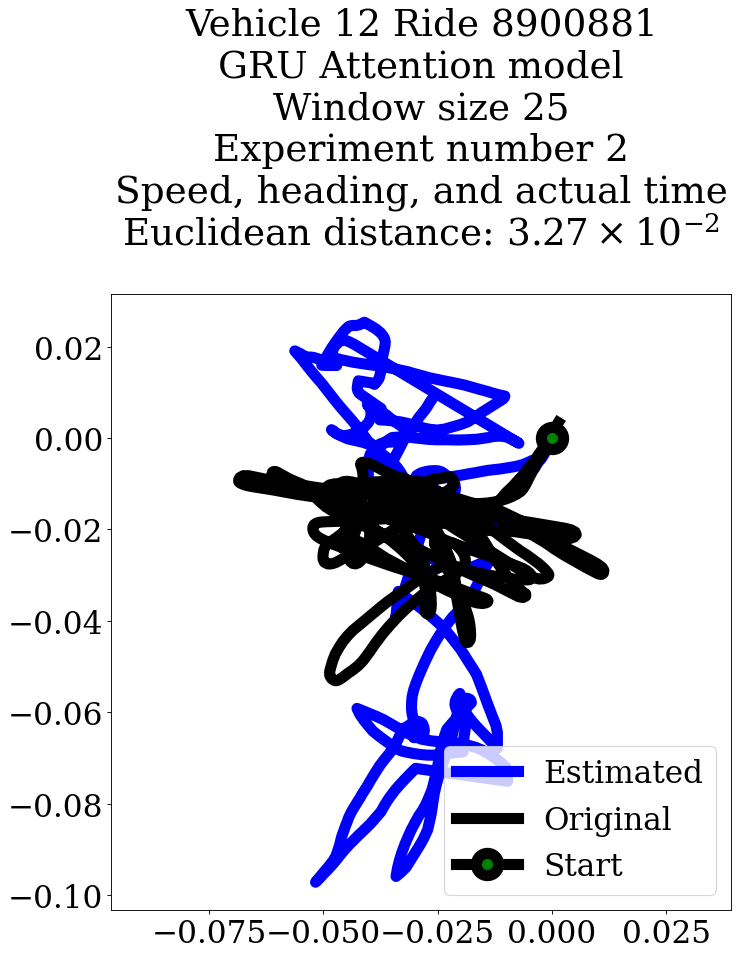 Vehicle 12 Ride 8900881
GRU Attention model
Window size 25
Experiment number 2
Speed, heading, and actual time
Euclidean distance: 3.27 × 10⁻²
0.02
0.00
−0.02
−0.04
−0.06
−0.08
−0.10
Estimated
Original
Start
−0.075 −0.050 −0.025 0.000 0.025